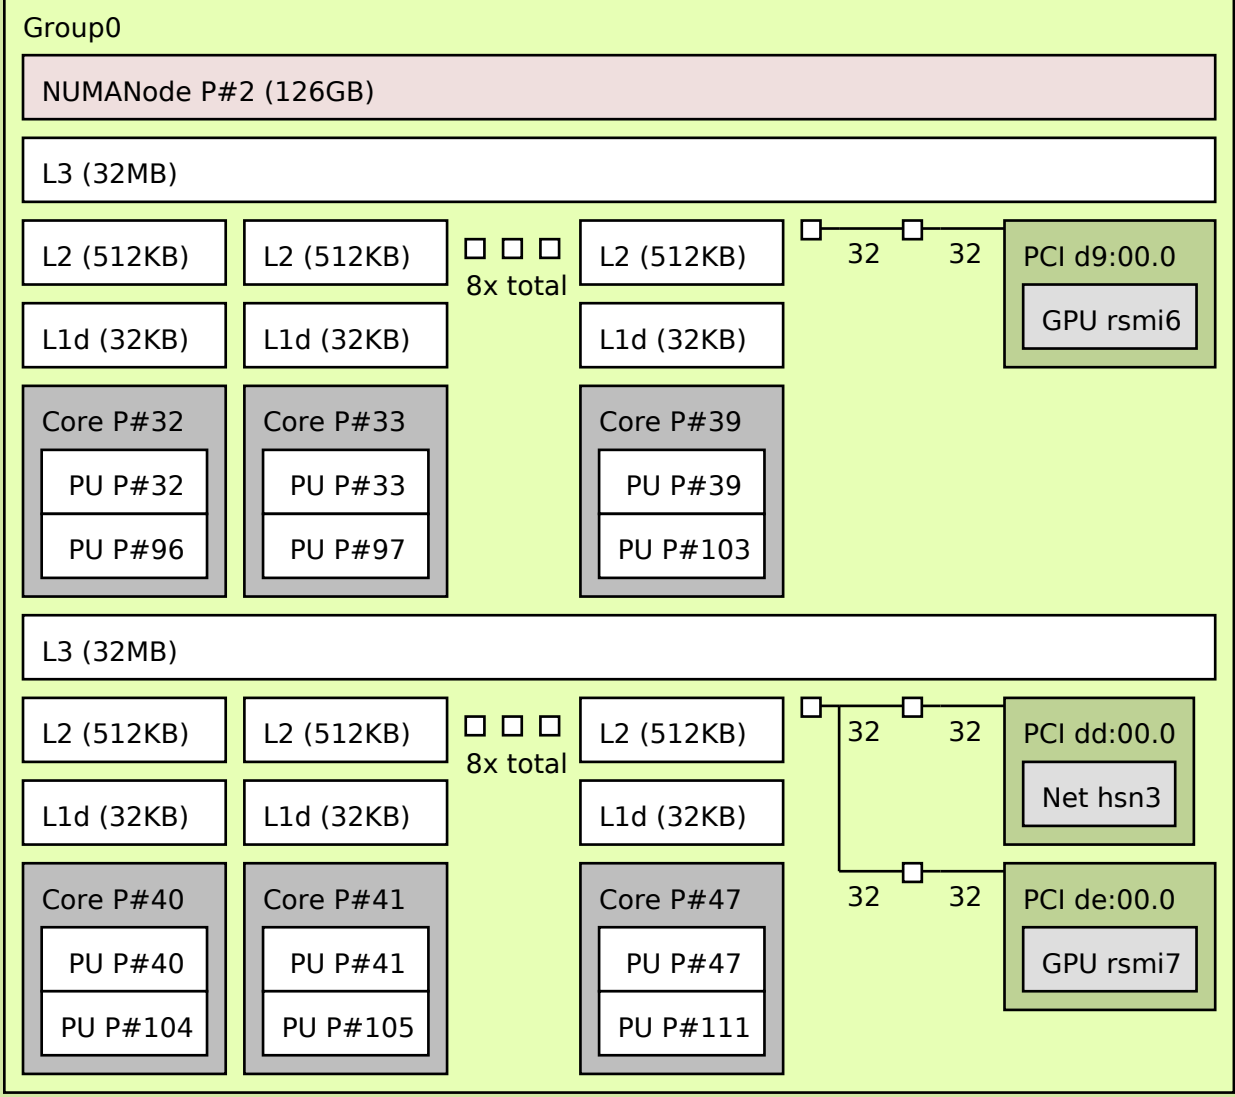 Group0
NUMANode P#2 (126GB)
L3 (32MB)
L2 (512KB) L2 (512KB) 8x total L2 (512KB) 32 32 PCI d9:00.0
GPU rsmi6
L1d (32KB) L1d (32KB) L1d (32KB)
Core P#32 Core P#33 Core P#39
PU P#32 PU P#33 PU P#39
PU P#96 PU P#97 PU P#103
L3 (32MB)
L2 (512KB) L2 (512KB) 8x total L2 (512KB) 32 32 PCI dd:00.0
Net hsn3
L1d (32KB) L1d (32KB) L1d (32KB)
Core P#40 Core P#41 Core P#47 32 32 PCI de:00.0
PU P#40 PU P#41 PU P#47 GPU rsmi7
PU P#104 PU P#105 PU P#111